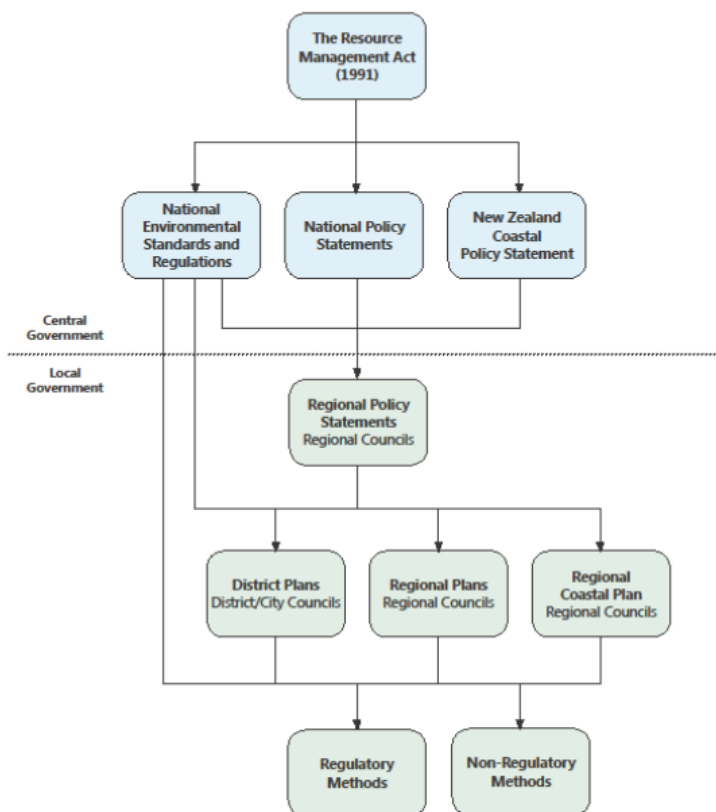 The Resource
Management Act
(1991)
National
Environmental
Standards and
Regulations
National Policy
Statements
New Zealand
Coastal
Policy Statement
Central
Government
Local
Government
Regional Policy
Statements
Regional Councils
District Plans
District/City Councils
Regional Plans
Regional Councils
Regional
Coastal Plan
Regional Councils
Regulatory
Methods
Non-Regulatory
Methods